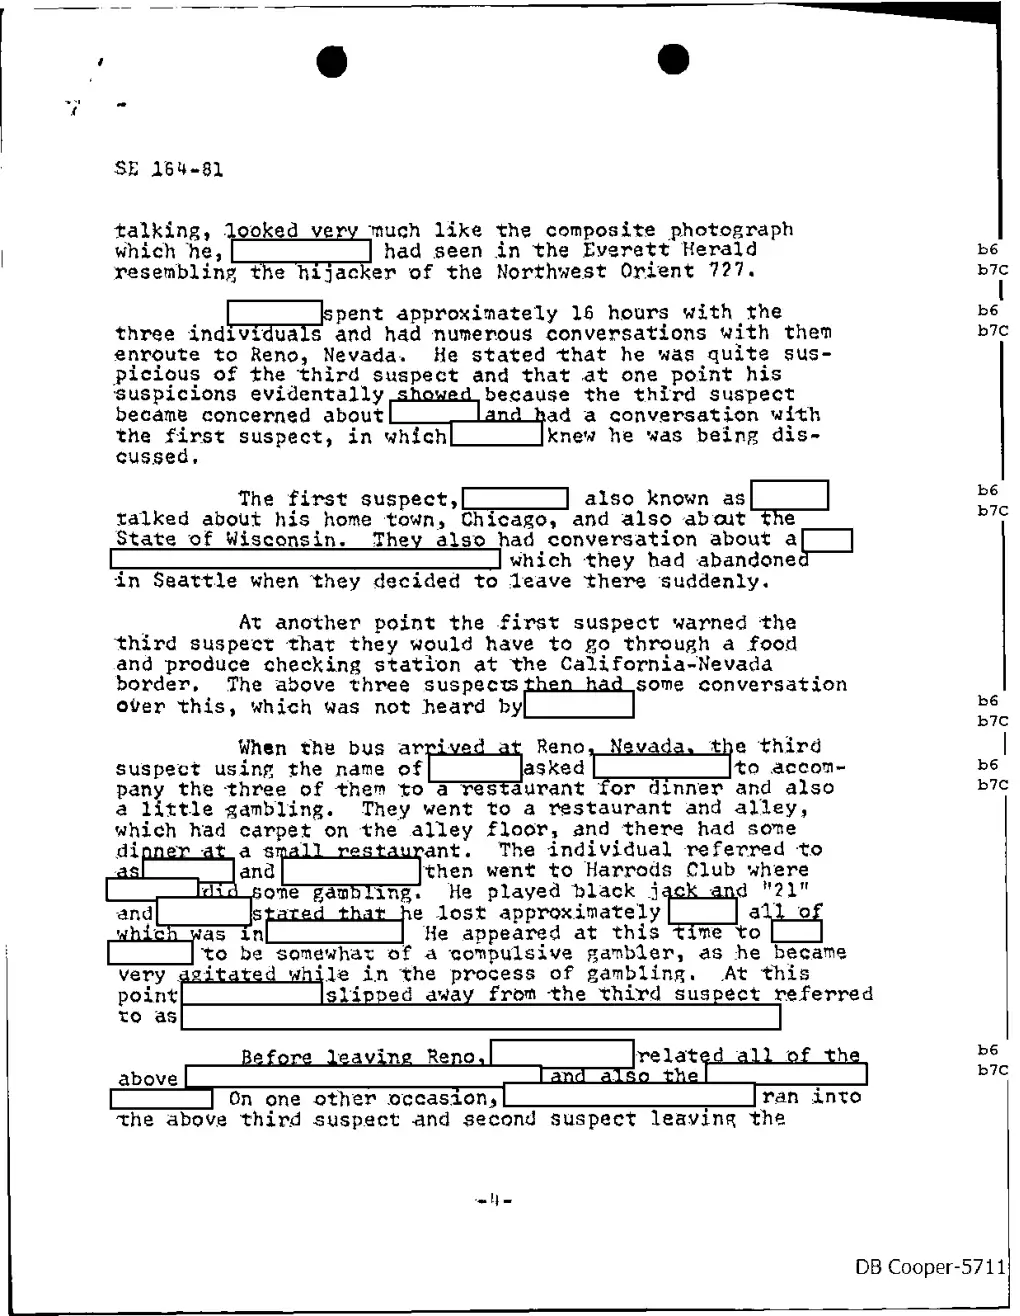 SE 164-81
talking, looked very much like the composite photograph
which he, had seen in the Everett Herald b6
resembling the hijacker of the Northwest Orient 727. b7C
spent approximately 16 hours with the b6
three individuals and had numerous conversations with them b7C
enroute to Reno, Nevada. He stated that he was quite sus-
picious of the third suspect and that at one point his
suspicions evidentally showed because the third suspect
became concerned about and had a conversation with
the first suspect, in which knew he was being dis-
cussed.
The first suspect, also known as b6
talked about his home town, Chicago, and also about the b7C
State of Wisconsin. They also had conversation about a
which they had abandoned
in Seattle when they decided to leave there suddenly.
At another point the first suspect warned the
third suspect that they would have to go through a food
and produce checking station at the California-Nevada
border. The above three suspects then had some conversation
over this, which was not heard by b6
b7C
When the bus arrived at Reno, Nevada, the third
suspect using the name of asked to accom- b6
pany the three of them to a restaurant for dinner and also b7C
a little gambling. They went to a restaurant and alley,
which had carpet on the alley floor, and there had some
dinner at a small restaurant. The individual referred to
as and then went to Harrods Club where
did some gambling. He played black jack and "21"
and stated that he lost approximately all of
which was in He appeared at this time to
to be somewhat of a compulsive gambler, as he became
very agitated while in the process of gambling. At this
point slipped away from the third suspect referred
to as
Before leaving Reno, related all of the b6
above and also the b7C
On one other occasion, ran into
the above third suspect and second suspect leaving the
-4-
DB Cooper-5711